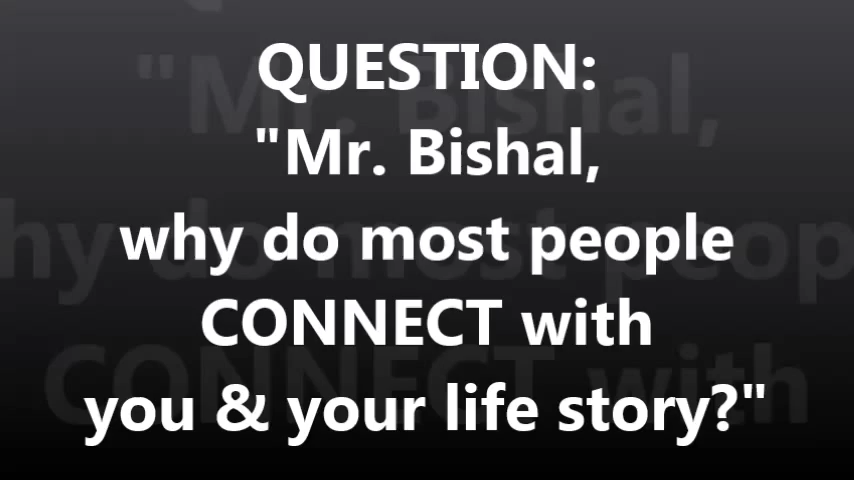 QUESTION:
"Mr. Bishal,
why do most people
CONNECT with
you & your life story?"